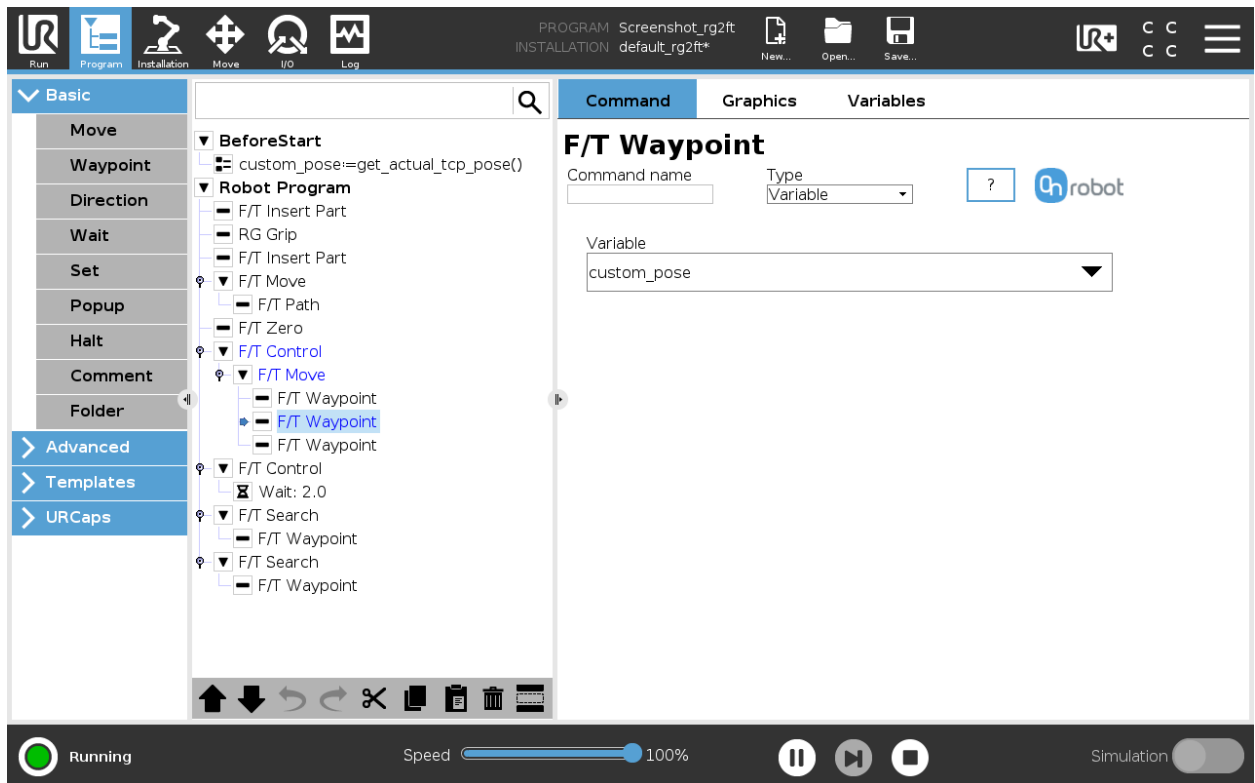 UR
Run
Program
Installation
Move
I/O
Log
PROGRAM Screenshot_rg2ft
INSTALLATION default_rg2ft*
New...
Open...
Save...
UR+
C C
C C
Basic
Move
Waypoint
Direction
Wait
Set
Popup
Halt
Comment
Folder
Advanced
Templates
URCaps
BeforeStart
custom_pose:=get_actual_tcp_pose()
Robot Program
F/T Insert Part
RG Grip
F/T Insert Part
F/T Move
F/T Path
F/T Zero
F/T Control
F/T Move
F/T Waypoint
F/T Waypoint
F/T Waypoint
F/T Control
Wait: 2.0
F/T Search
F/T Waypoint
F/T Search
F/T Waypoint
Command Graphics Variables
F/T Waypoint
Command name
Type
Variable
?
On robot
Variable
custom_pose
Running
Speed 100%
Simulation